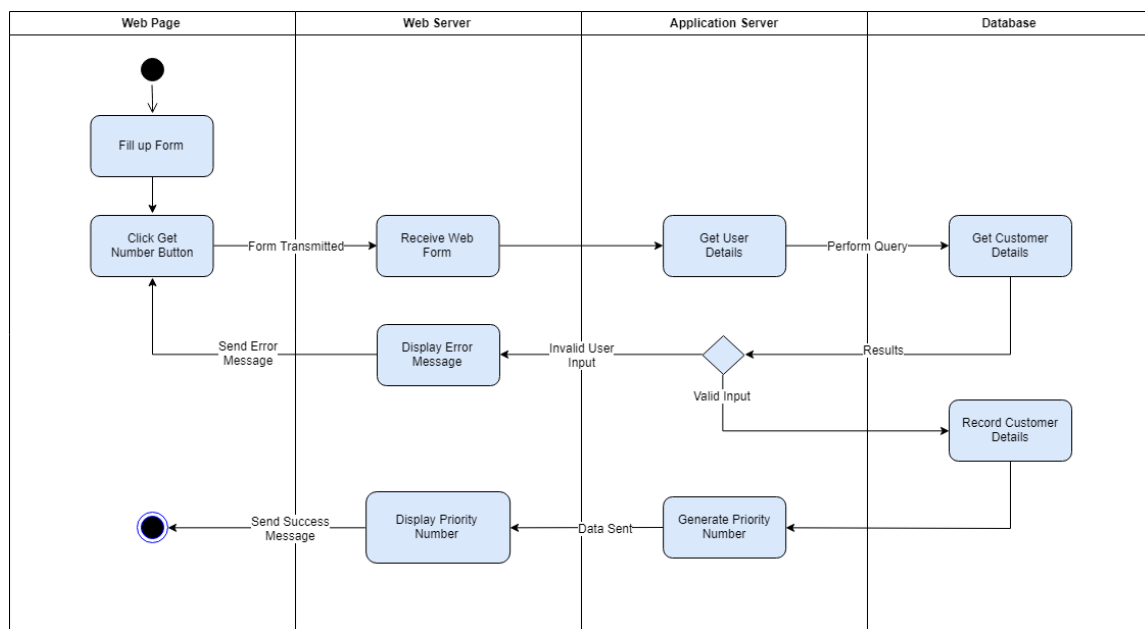 Web Page
Web Server
Application Server
Database
Fill up Form
Click Get
Number Button
Form Transmitted
Receive Web
Form
Get User
Details
Perform Query
Get Customer
Details
Send Error
Message
Display Error
Message
Invalid User
Input
Results
Valid Input
Record Customer
Details
Send Success
Message
Display Priority
Number
Data Sent
Generate Priority
Number